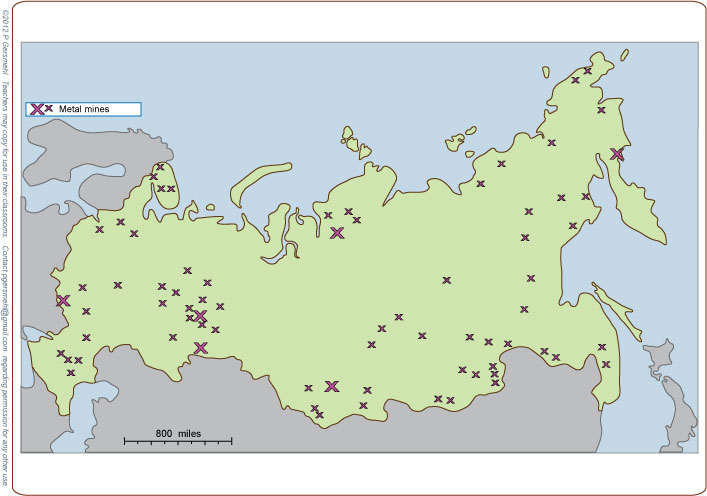 ©2012 P Gersmehl   Teachers may copy for use in their classrooms.   Contact pgersmehl@gmail.com   regarding permission for any other use.
Metal mines
800 miles